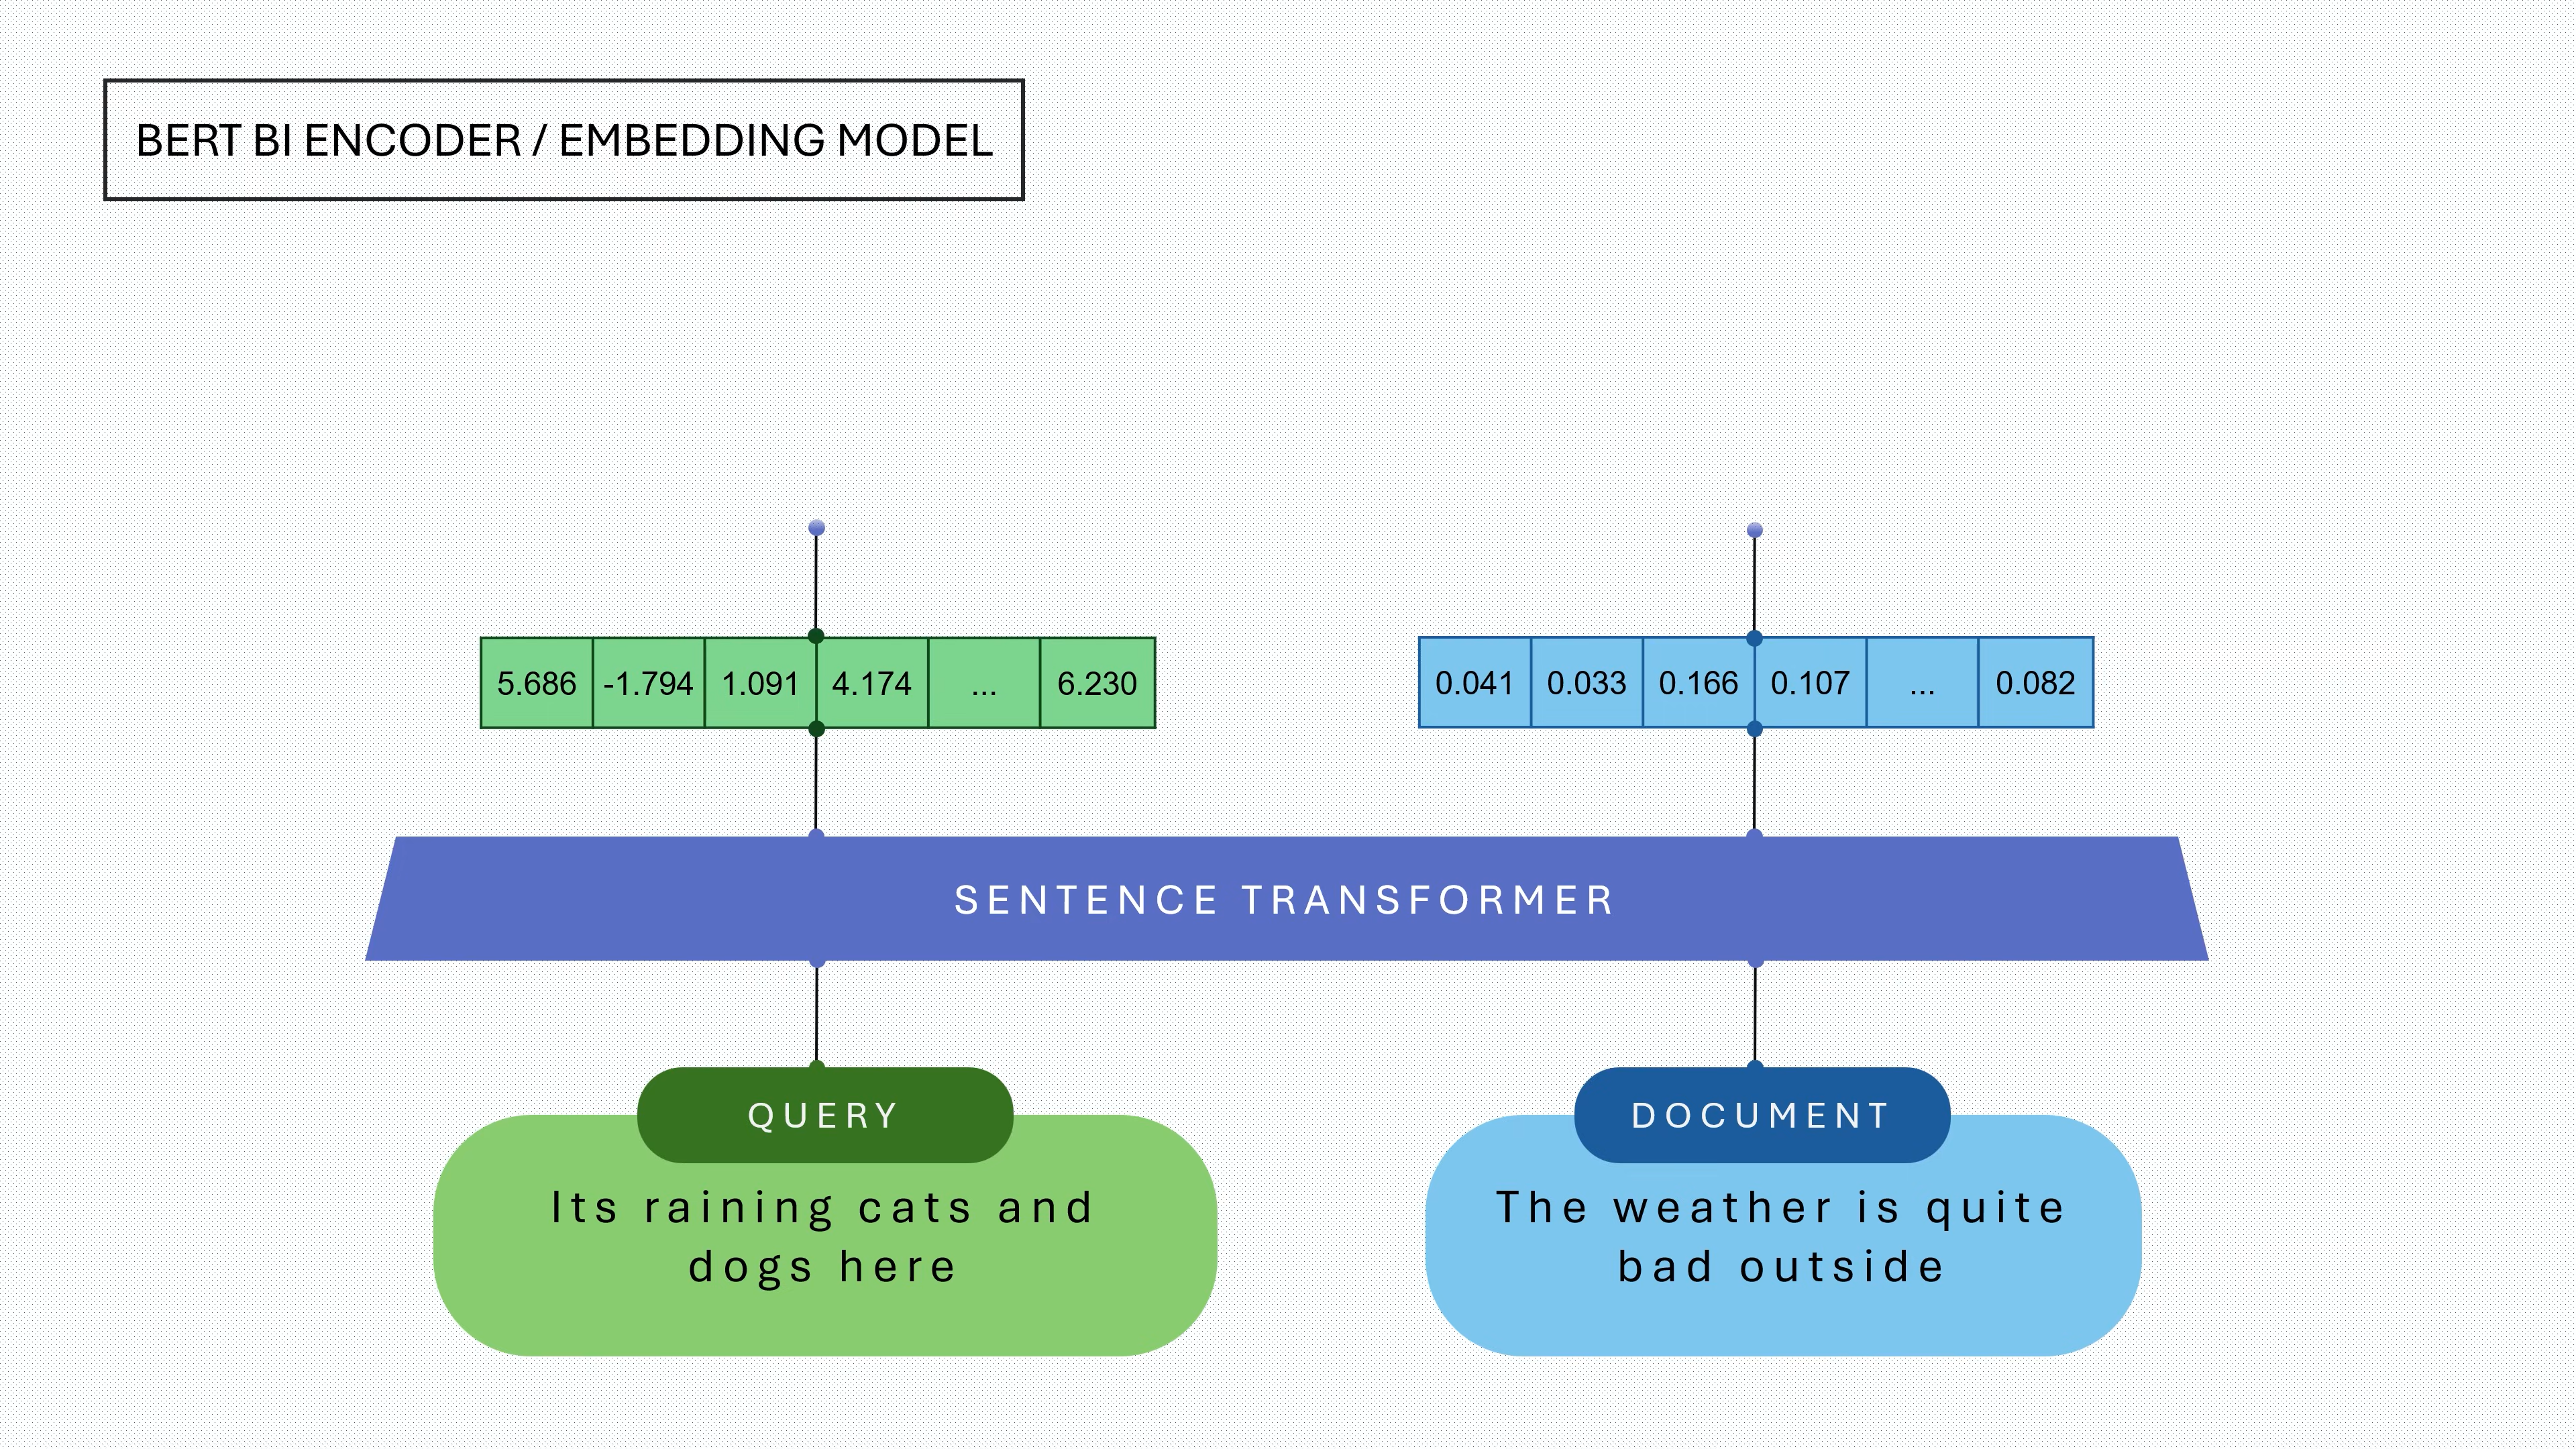 BERT BI ENCODER / EMBEDDING MODEL
5.686 -1.794 1.091 4.174 ... 6.230
0.041 0.033 0.166 0.107 ... 0.082
SENTENCE TRANSFORMER
QUERY
Its raining cats and
dogs here
DOCUMENT
The weather is quite
bad outside